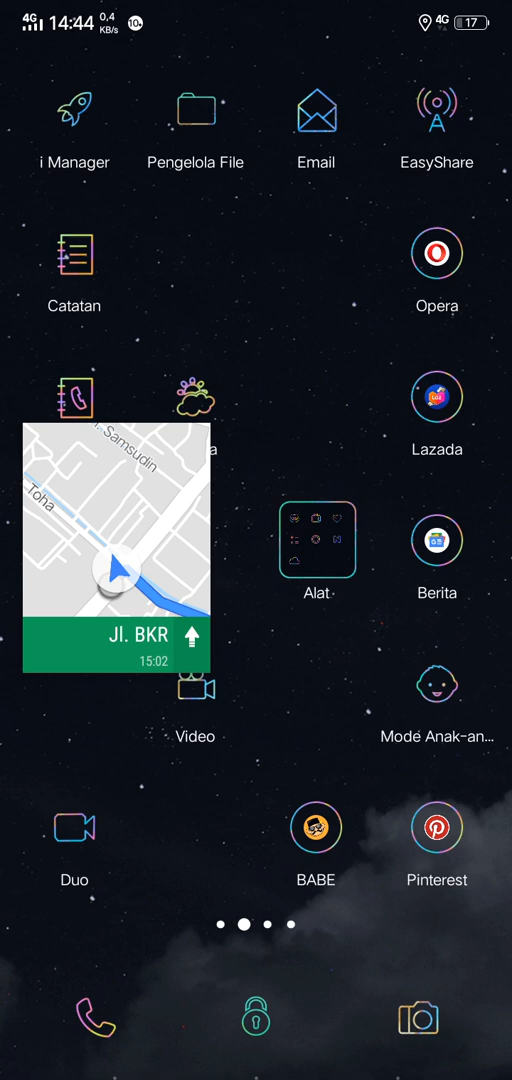 4G 14:44 0,4 KB/s 10+ 4G 17
i Manager Pengelola File Email EasyShare
Catatan Opera
a Lazada
Samsudin
Toha
Alat Berita
Jl. BKR
15:02
Video Mode Anak-an...
Duo BABE Pinterest